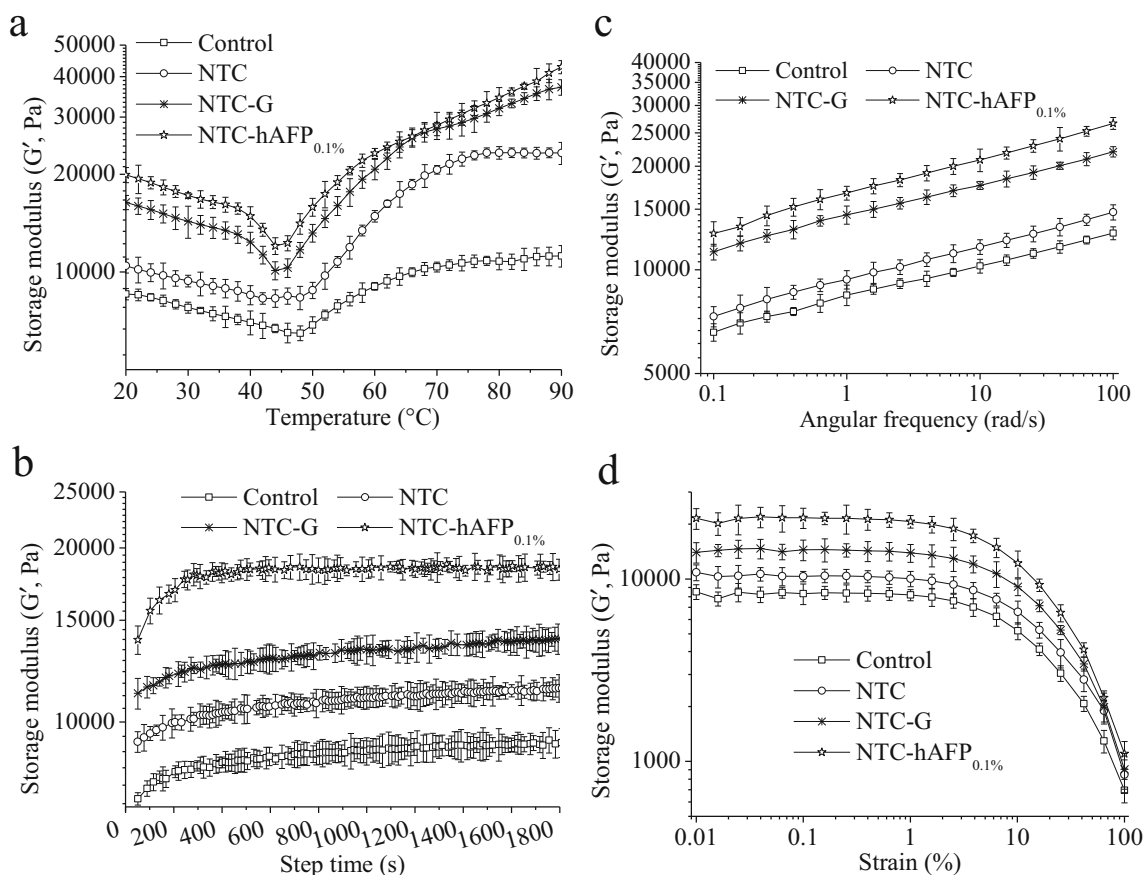 a
Storage modulus (G′, Pa)
50000
40000
30000
20000
10000
Control
NTC
NTC-G
NTC-hAFP0.1%
20 30 40 50 60 70 80 90
Temperature (°C)
c
Storage modulus (G′, Pa)
40000
35000
30000
25000
20000
15000
10000
5000
Control NTC
NTC-G NTC-hAFP0.1%
0.1 1 10 100
Angular frequency (rad/s)
b
Storage modulus (G′, Pa)
25000
20000
15000
10000
Control NTC
NTC-G NTC-hAFP0.1%
0 200 400 600 800 1000 1200 1400 1600 1800
Step time (s)
d
Storage modulus (G′, Pa)
10000
1000
Control
NTC
NTC-G
NTC-hAFP0.1%
0.01 0.1 1 10 100
Strain (%)